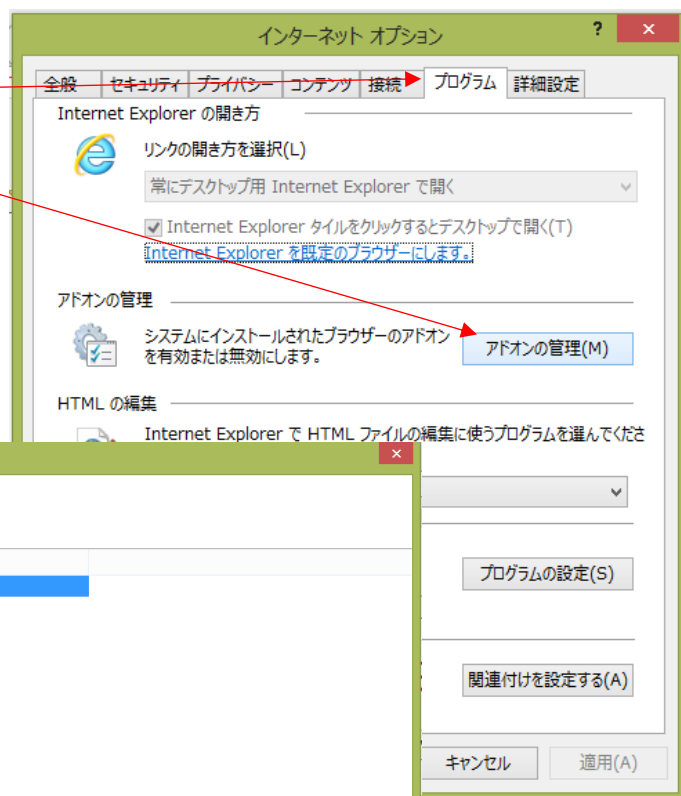 インターネット オプション
?
×
全般 セキュリティ プライバシー コンテンツ 接続 プログラム 詳細設定
Internet Explorer の開き方
リンクの開き方を選択(L)
常にデスクトップ用 Internet Explorer で開く
Internet Explorer タイルをクリックするとデスクトップで開く(T)
Internet Explorer を既定のブラウザーにします。
アドオンの管理
システムにインストールされたブラウザーのアドオン
を有効または無効にします。
アドオンの管理(M)
HTML の編集
Internet Explorer で HTML ファイルの編集に使うプログラムを選んでくださ
×
プログラムの設定(S)
関連付けを設定する(A)
キャンセル
適用(A)